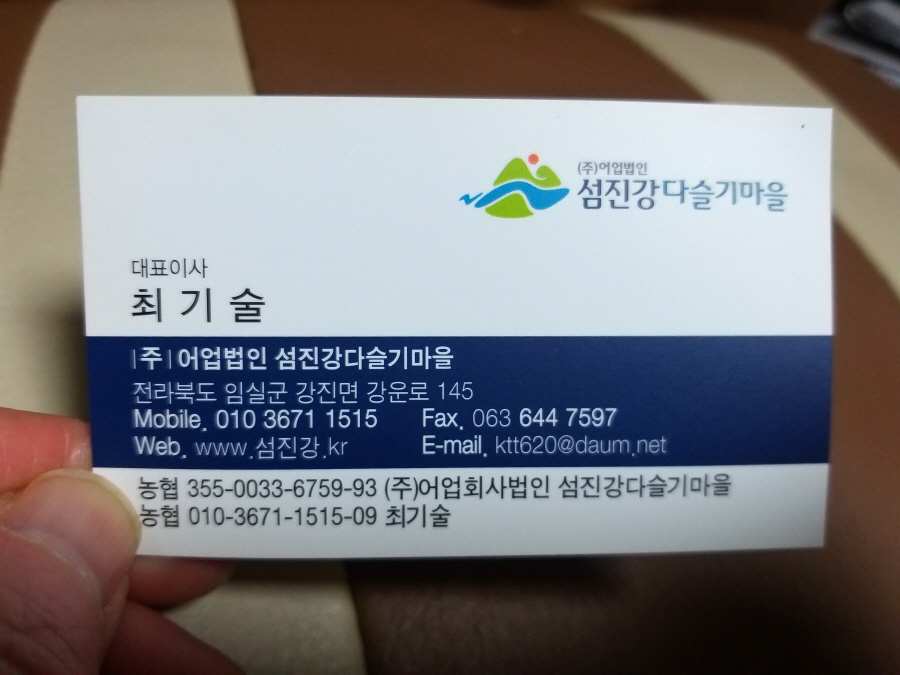 (주)어업법인
섬진강다슬기마을
대표이사
최 기 술
|주| 어업법인 섬진강다슬기마을
전라북도 임실군 강진면 강운로 145
Mobile. 010 3671 1515 Fax. 063 644 7597
Web. www.섬진강.kr E-mail. ktt620@daum.net
농협 355-0033-6759-93 (주)어업회사법인 섬진강다슬기마을
농협 010-3671-1515-09 최기술